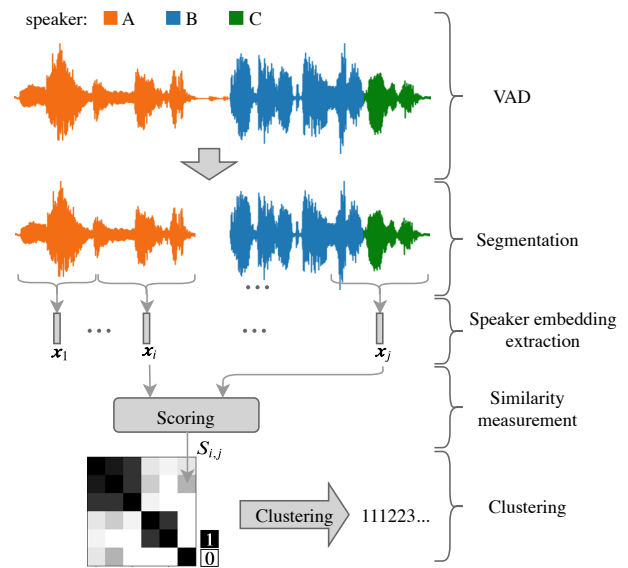 speaker: A B C
VAD
Segmentation
...
x1 ... xi ... xj
Speaker embedding
extraction
Similarity
measurement
Scoring
Si,j
1
0
Clustering
111223...
Clustering